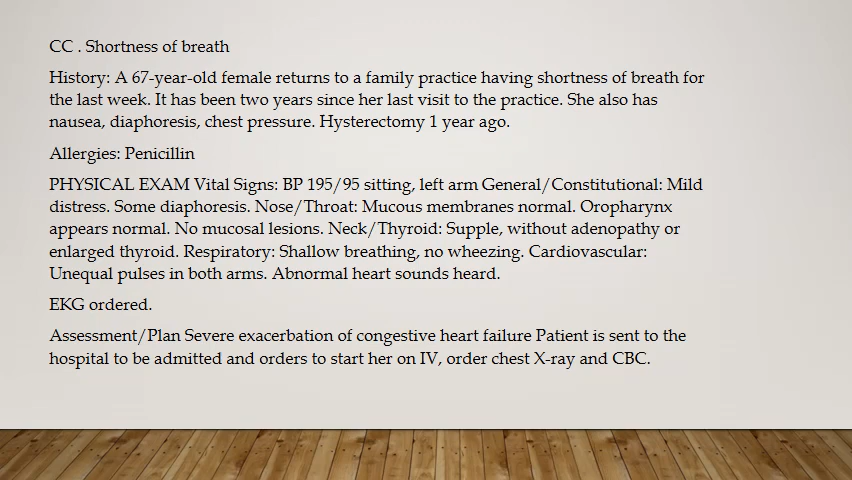 CC . Shortness of breath
History: A 67-year-old female returns to a family practice having shortness of breath for
the last week. It has been two years since her last visit to the practice. She also has
nausea, diaphoresis, chest pressure. Hysterectomy 1 year ago.
Allergies: Penicillin
PHYSICAL EXAM Vital Signs: BP 195/95 sitting, left arm General/Constitutional: Mild
distress. Some diaphoresis. Nose/Throat: Mucous membranes normal. Oropharynx
appears normal. No mucosal lesions. Neck/Thyroid: Supple, without adenopathy or
enlarged thyroid. Respiratory: Shallow breathing, no wheezing. Cardiovascular:
Unequal pulses in both arms. Abnormal heart sounds heard.
EKG ordered.
Assessment/Plan Severe exacerbation of congestive heart failure Patient is sent to the
hospital to be admitted and orders to start her on IV, order chest X-ray and CBC.